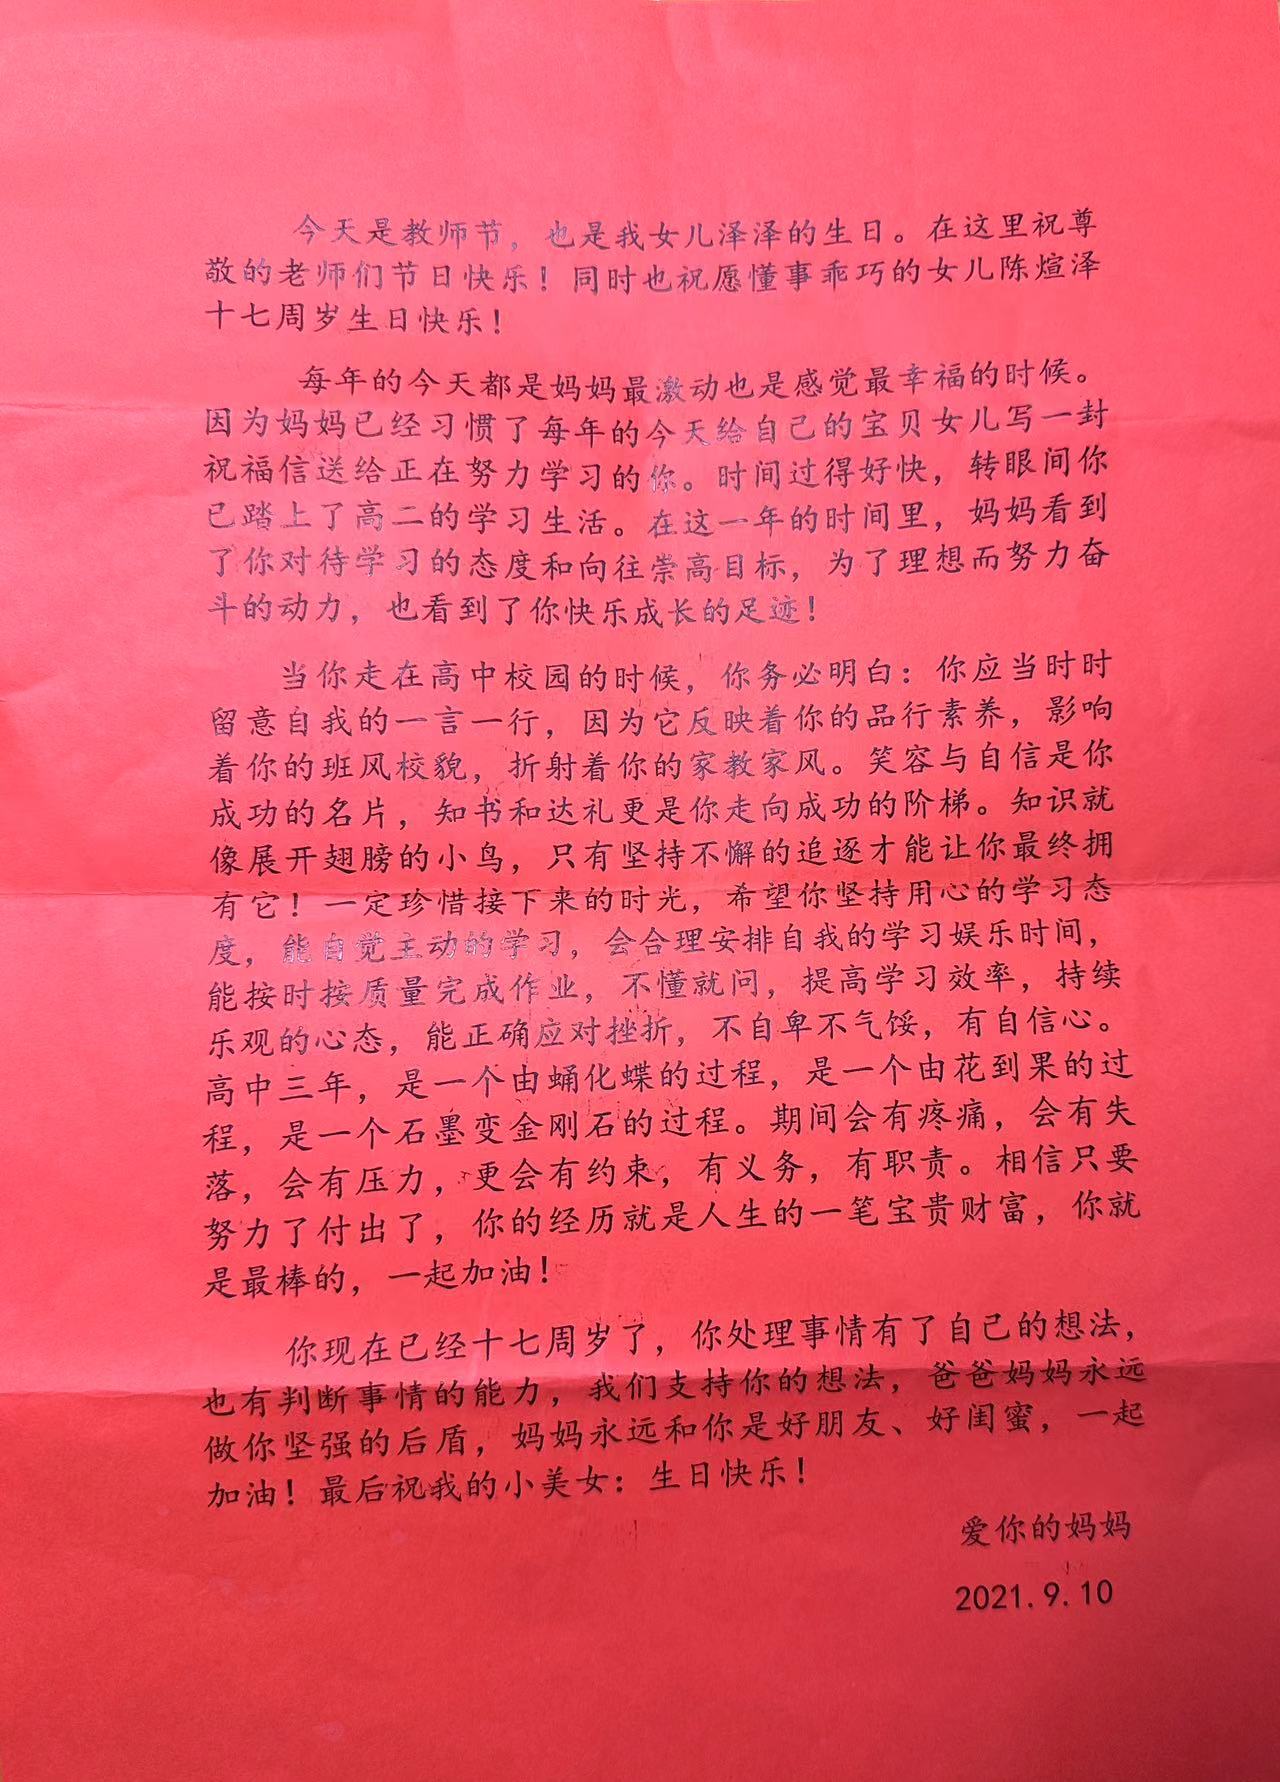 今天是教师节，也是我女儿泽泽的生日。在这里祝尊
敬的老师们节日快乐！同时也祝愿懂事乖巧的女儿陈煊泽
十七周岁生日快乐！
每年的今天都是妈妈最激动也是感觉最幸福的时候。
因为妈妈已经习惯了每年的今天给自己的宝贝女儿写一封
祝福信送给正在努力学习的你。时间过得好快，转眼间你
已踏上了高二的学习生活。在这一年的时间里，妈妈看到
了你对待学习的态度和向往崇高目标，为了理想而努力奋
斗的动力，也看到了你快乐成长的足迹！
当你走在高中校园的时候，你务必明白：你应当时时
留意自我的一言一行，因为它反映着你的品行素养，影响
着你的班风校貌，折射着你的家教家风。笑容与自信是你
成功的名片，知书和达礼更是你走向成功的阶梯。知识就
像展开翅膀的小鸟，只有坚持不懈的追逐才能让你最终拥
有它！一定珍惜接下来的时光，希望你坚持用心的学习态
度，能自觉主动的学习，会合理安排自我的学习娱乐时间，
能按时按质量完成作业，不懂就问，提高学习效率，持续
乐观的心态，能正确应对挫折，不自卑不气馁，有自信心。
高中三年，是一个由蛹化蝶的过程，是一个由花到果的过
程，是一个石墨变金刚石的过程。期间会有疼痛，会有失
落，会有压力，更会有约束，有义务，有职责。相信只要
努力了付出了，你的经历就是人生的一笔宝贵财富，你就
是最棒的，一起加油！
你现在已经十七周岁了，你处理事情有了自己的想法，
也有判断事情的能力，我们支持你的想法，爸爸妈妈永远
做你坚强的后盾，妈妈永远和你是好朋友、好闺蜜，一起
加油！最后祝我的小美女：生日快乐！
爱你的妈妈
2021.9.10